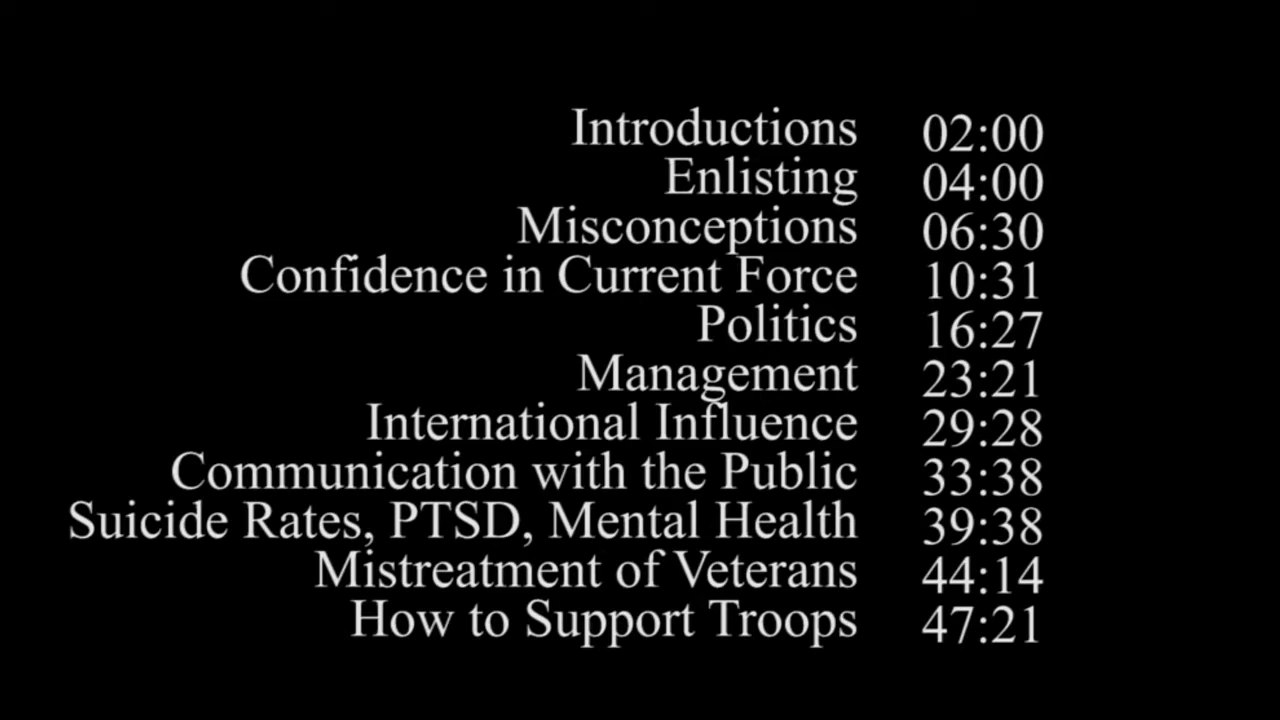 Introductions 02:00
Enlisting 04:00
Misconceptions 06:30
Confidence in Current Force 10:31
Politics 16:27
Management 23:21
International Influence 29:28
Communication with the Public 33:38
Suicide Rates, PTSD, Mental Health 39:38
Mistreatment of Veterans 44:14
How to Support Troops 47:21